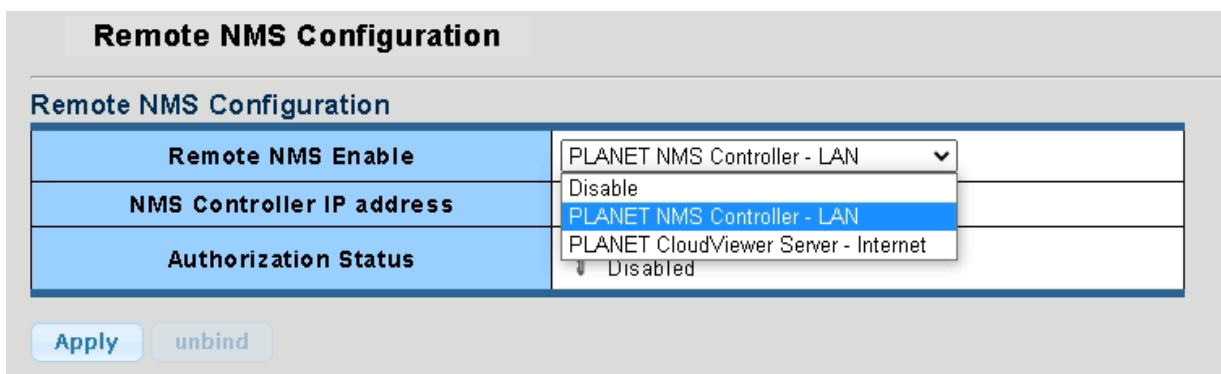 Remote NMS Configuration
Remote NMS Configuration
Remote NMS Enable
PLANET NMS Controller - LAN
Disable
NMS Controller IP address
PLANET NMS Controller - LAN
PLANET CloudViewer Server - Internet
Authorization Status
Disabled
Apply unbind